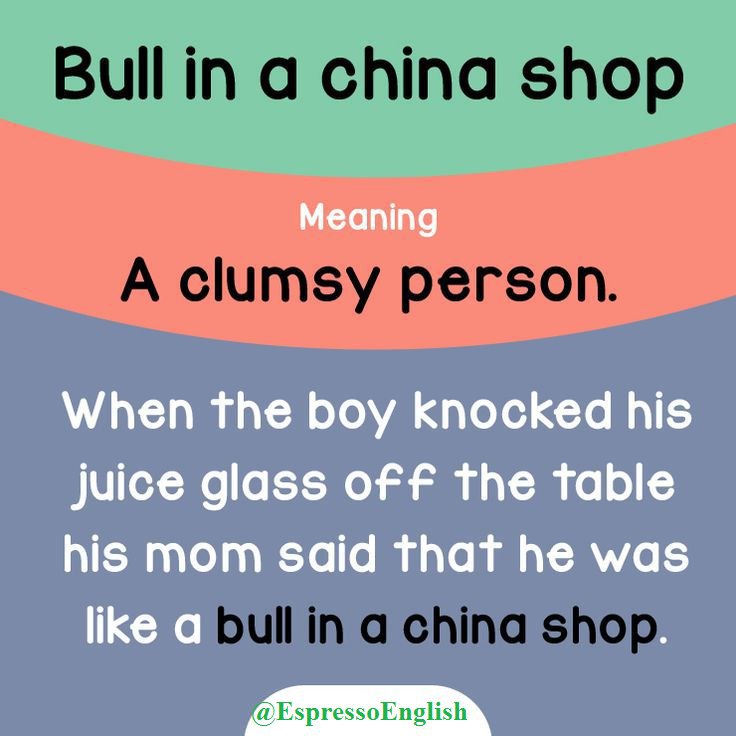 Bull in a china shop
Meaning
A clumsy person.
When the boy knocked his
juice glass off the table
his mom said that he was
like a bull in a china shop.
@EspressoEnglish